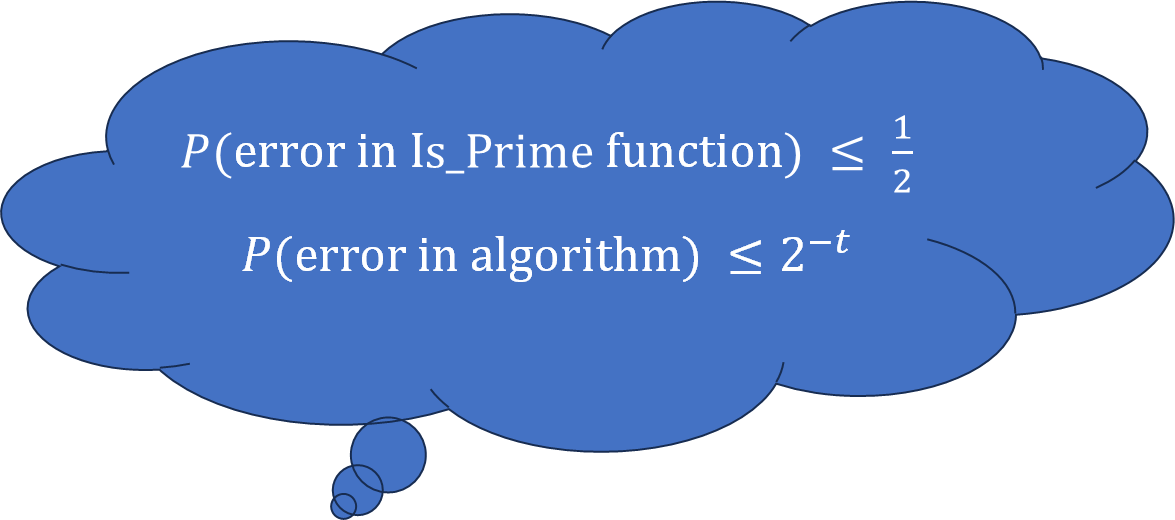 P(error in Is_Prime function) ≤ 1/2
P(error in algorithm) ≤ 2^{-t}